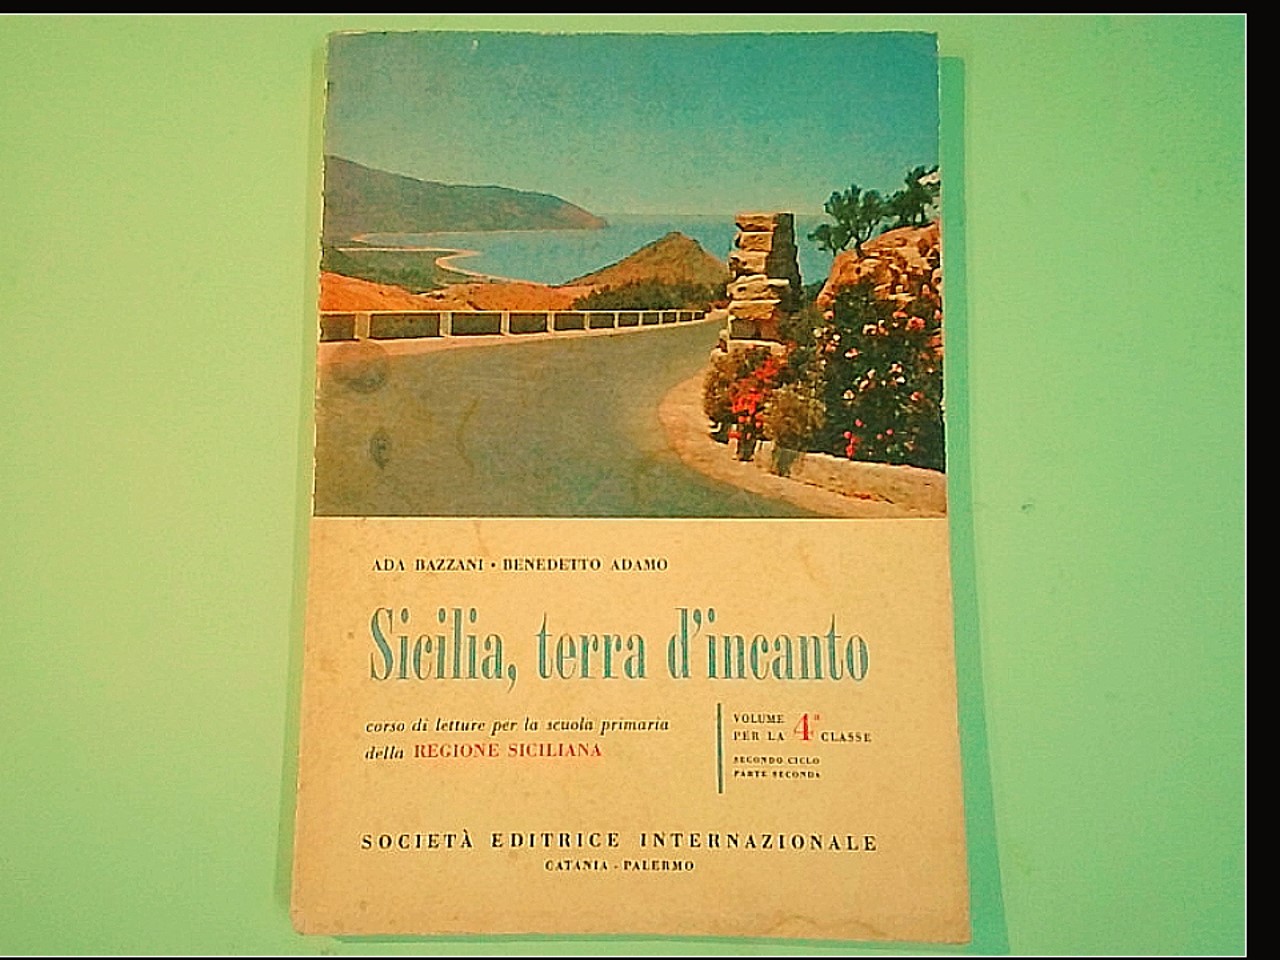 ADA BAZZANI • BENEDETTO ADAMO
Sicilia, terra d'incanto
corso di letture per la scuola primaria
della REGIONE SICILIANA
VOLUME
PER LA 4ª CLASSE
SECONDO CICLO
PARTE SECONDA
SOCIETÀ EDITRICE INTERNAZIONALE
CATANIA - PALERMO